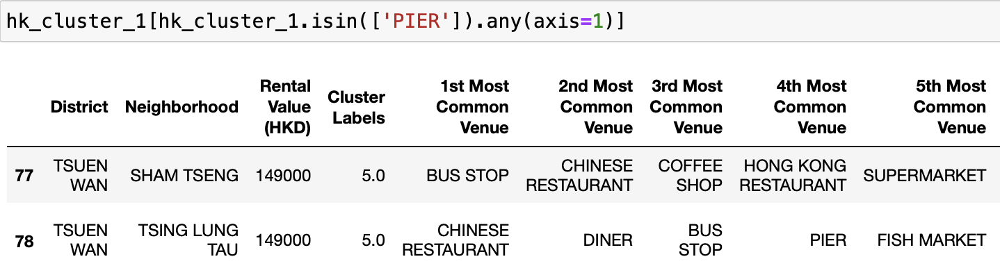 hk_cluster_1[hk_cluster_1.isin(['PIER']).any(axis=1)]
District Neighborhood Rental Value (HKD) Cluster Labels 1st Most Common Venue 2nd Most Common Venue 3rd Most Common Venue 4th Most Common Venue 5th Most Common Venue
77 TSUEN WAN SHAM TSENG 149000 5.0 BUS STOP CHINESE RESTAURANT COFFEE SHOP HONG KONG RESTAURANT SUPERMARKET
78 TSUEN WAN TSING LUNG TAU 149000 5.0 CHINESE RESTAURANT DINER BUS STOP PIER FISH MARKET